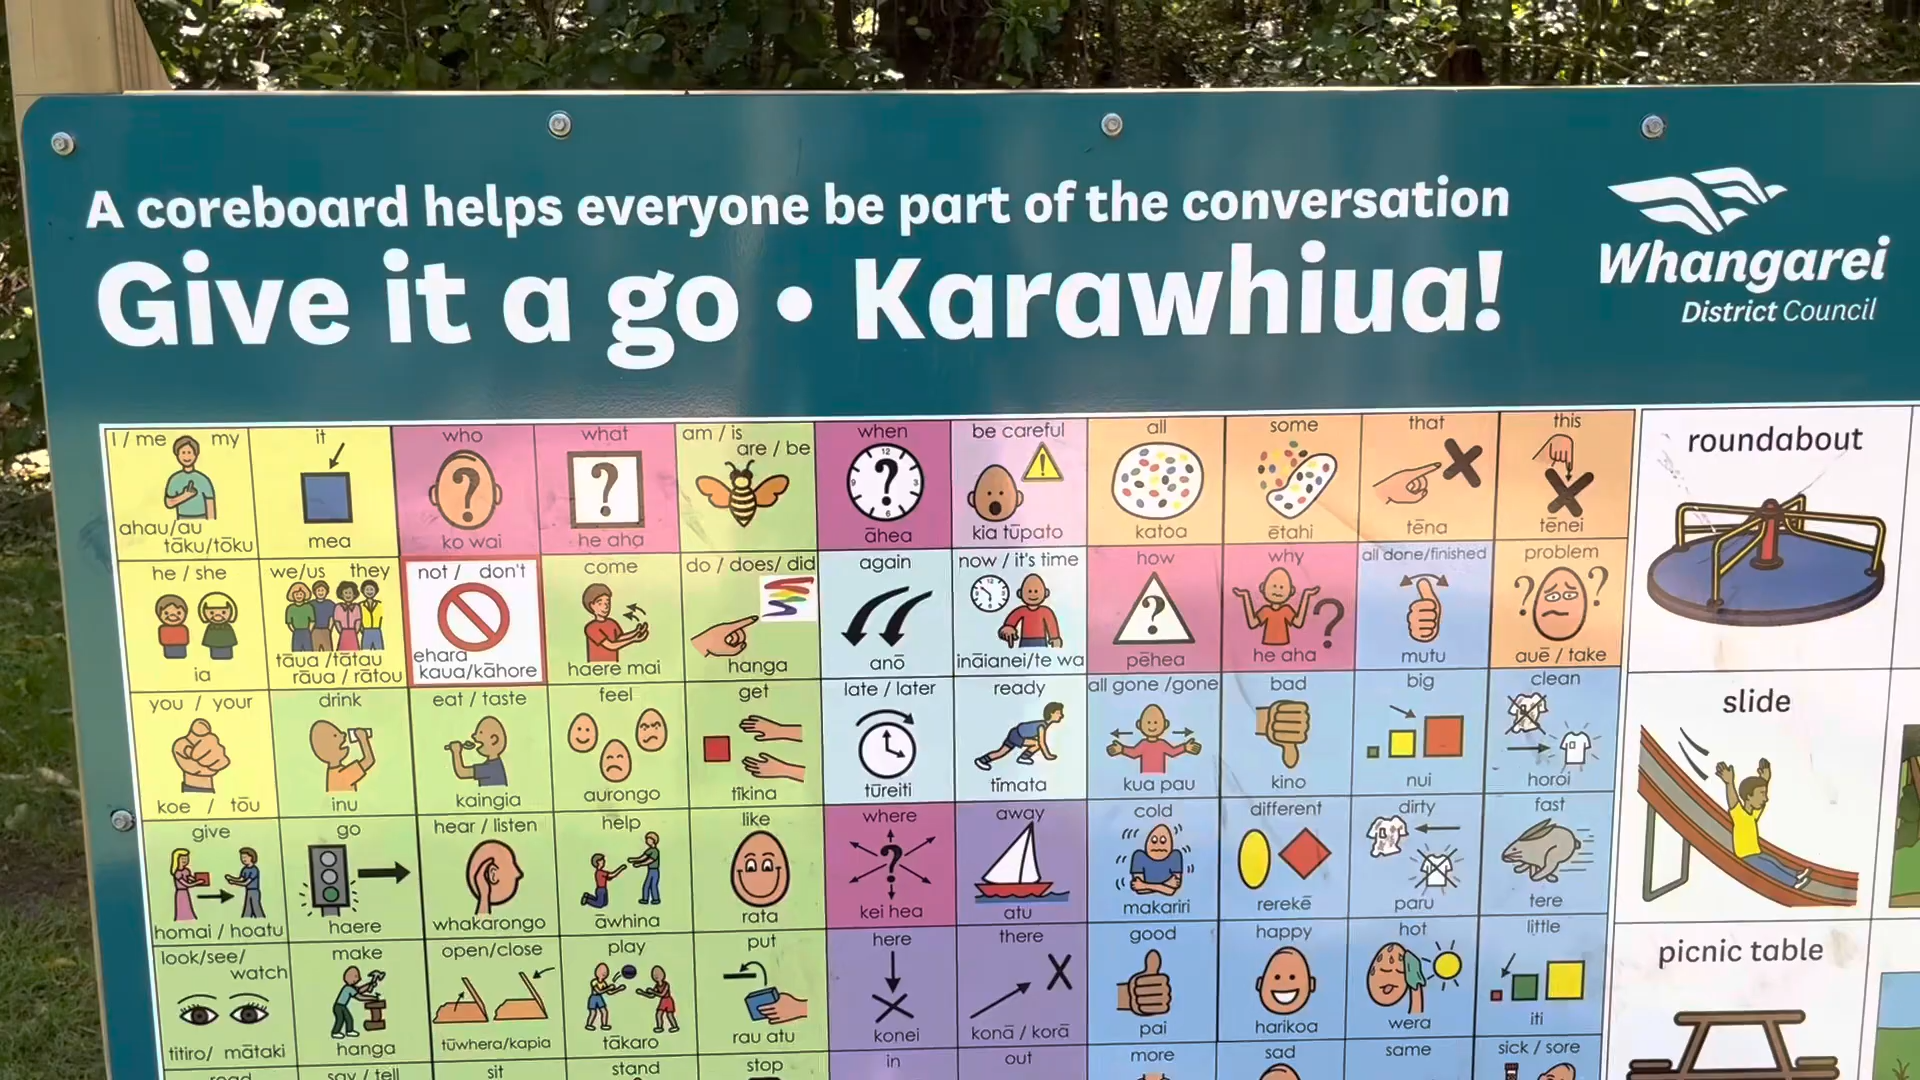 A coreboard helps everyone be part of the conversation
Give it a go • Karawhiua!
Whangarei
District Council
I / me my
ahau/au
tāku/tōku
it
mea
who
ko wai
what
he aha
am / is
are / be
when
āhea
be careful
kia tūpato
all
katoa
some
ētahi
that
tēna
this
tēnei
roundabout
he / she
ia
we/us they
tāua /tātau
rāua / rātou
not / don't
ehara
kaua/kāhore
come
haere mai
do / does/ did
hanga
again
anō
now / it's time
ināianei/te wa
how
pēhea
why
he aha
all done/finished
mutu
problem
auē / take
you / your
koe / tōu
drink
inu
eat / taste
kaingia
feel
aurongo
get
tīkina
late / later
tūreiti
ready
tīmata
all gone /gone
kua pau
bad
kino
big
nui
clean
horoi
slide
give
homai / hoatu
go
haere
hear / listen
whakarongo
help
āwhina
like
rata
where
kei hea
away
atu
cold
makariri
different
rerekē
dirty
paru
fast
tere
look/see/
watch
titiro/ mātaki
make
hanga
open/close
tūwhera/kapia
play
tākaro
put
rau atu
here
konei
there
konā / korā
good
pai
happy
harikoa
hot
wera
little
iti
picnic table
read
say / tell
sit
stand
stop
in
out
more
sad
same
sick / sore